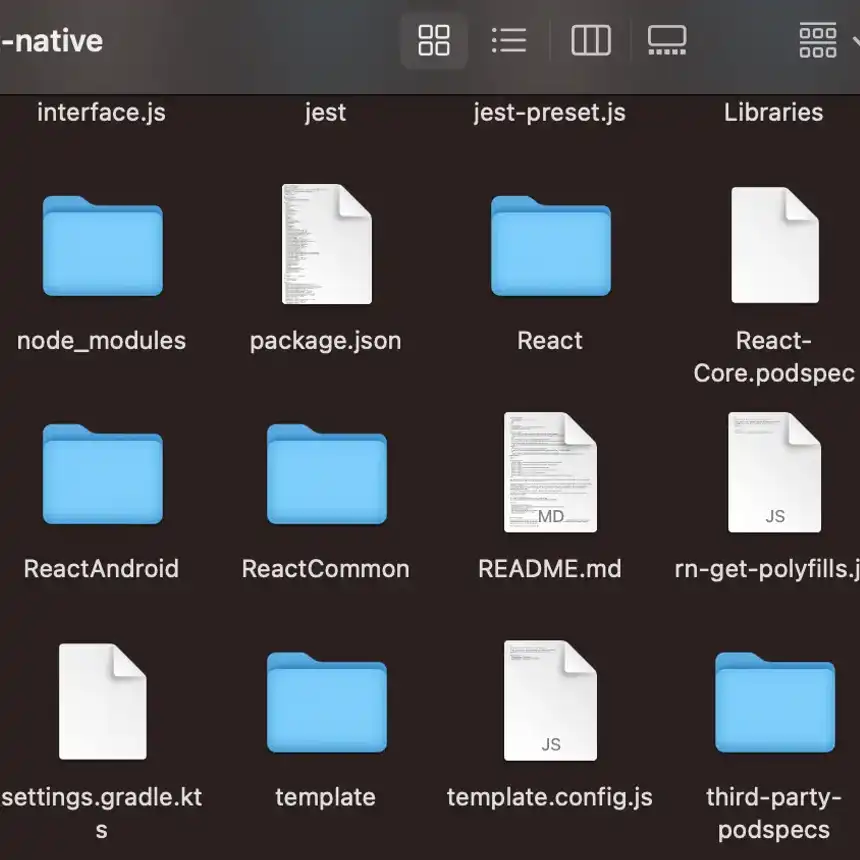 -native
interface.js
jest
jest-preset.js
Libraries
node_modules
package.json
React
React-
Core.podspec
ReactAndroid
ReactCommon
MD
README.md
JS
rn-get-polyfills.j
settings.gradle.kt
s
template
JS
template.config.js
third-party-
podspecs